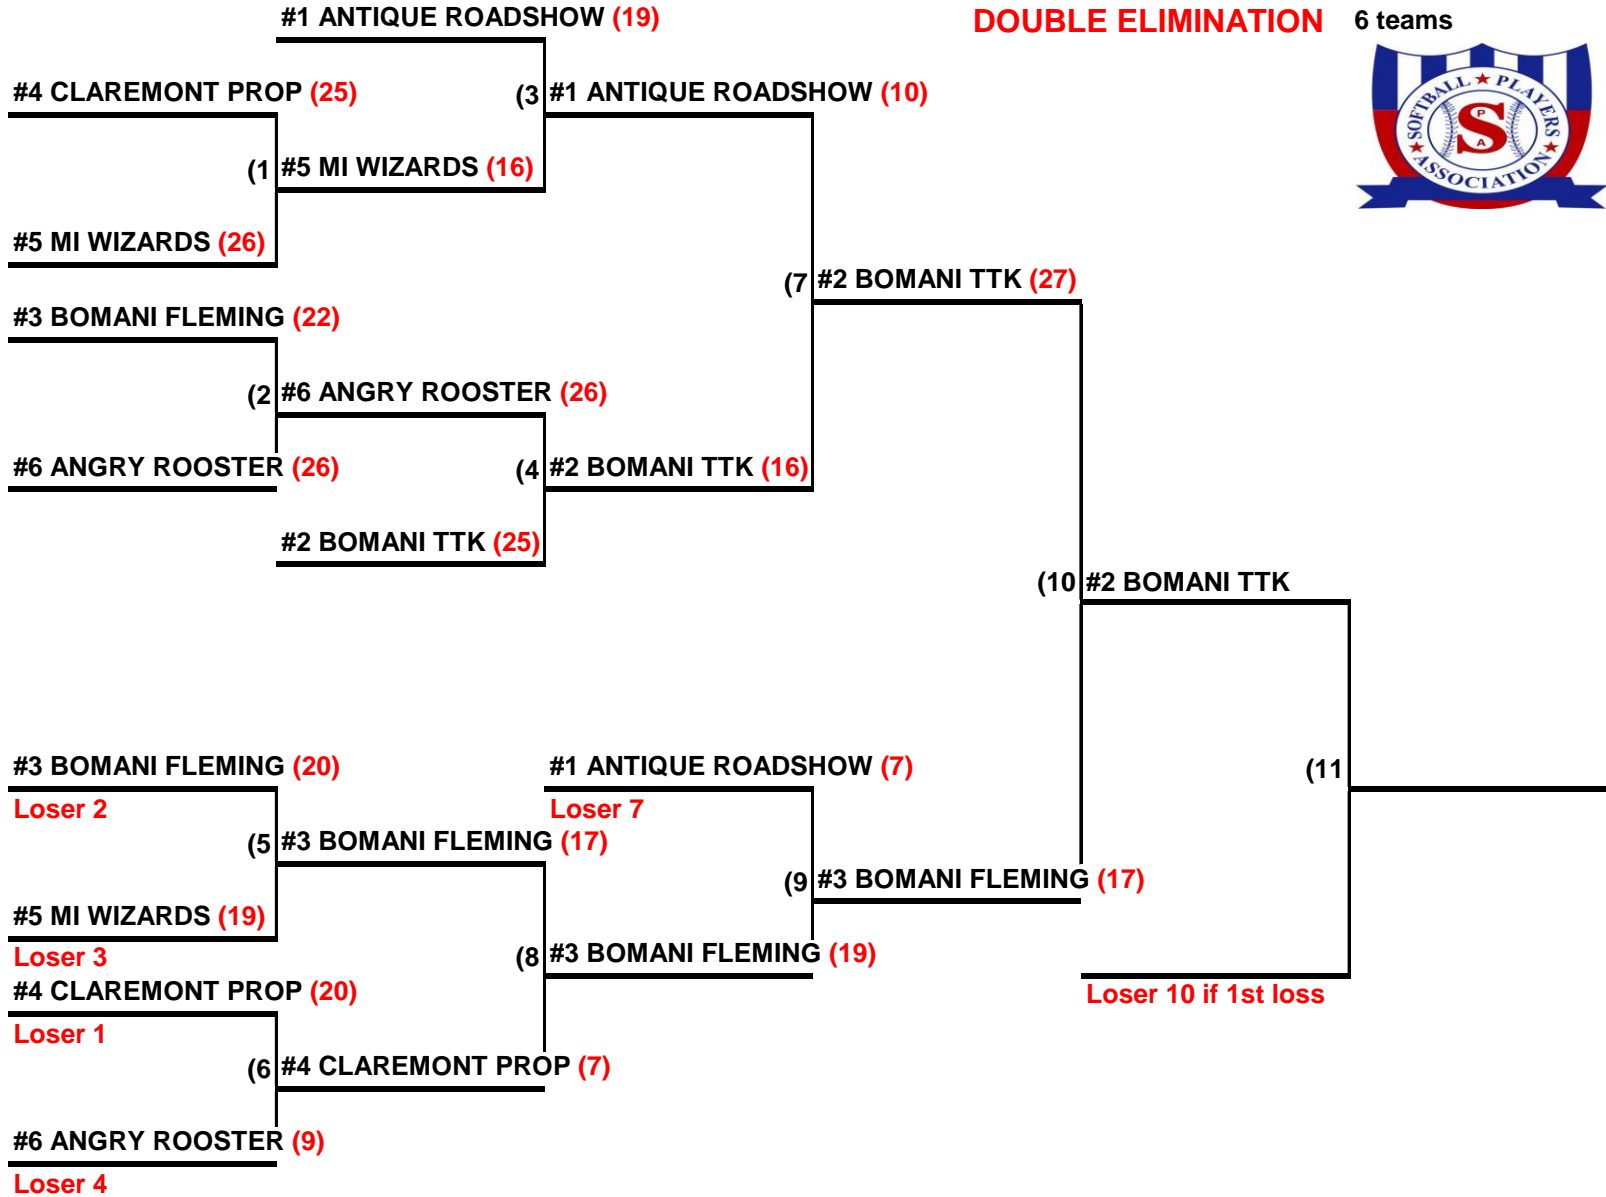 #1 ANTIQUE ROADSHOW (19)
DOUBLE ELIMINATION 6 teams
#4 CLAREMONT PROP (25)
(3 #1 ANTIQUE ROADSHOW (10)
SOFTBALL ★ PLAYERS
SPA
★ ASSOCIATION ★
(1 #5 MI WIZARDS (16)
#5 MI WIZARDS (26)
(7 #2 BOMANI TTK (27)
#3 BOMANI FLEMING (22)
(2 #6 ANGRY ROOSTER (26)
#6 ANGRY ROOSTER (26)
(4 #2 BOMANI TTK (16)
#2 BOMANI TTK (25)
(10 #2 BOMANI TTK
#3 BOMANI FLEMING (20)
#1 ANTIQUE ROADSHOW (7)
(11
Loser 2
Loser 7
(5 #3 BOMANI FLEMING (17)
(9 #3 BOMANI FLEMING (17)
#5 MI WIZARDS (19)
Loser 3
(8 #3 BOMANI FLEMING (19)
#4 CLAREMONT PROP (20)
Loser 10 if 1st loss
Loser 1
(6 #4 CLAREMONT PROP (7)
#6 ANGRY ROOSTER (9)
Loser 4